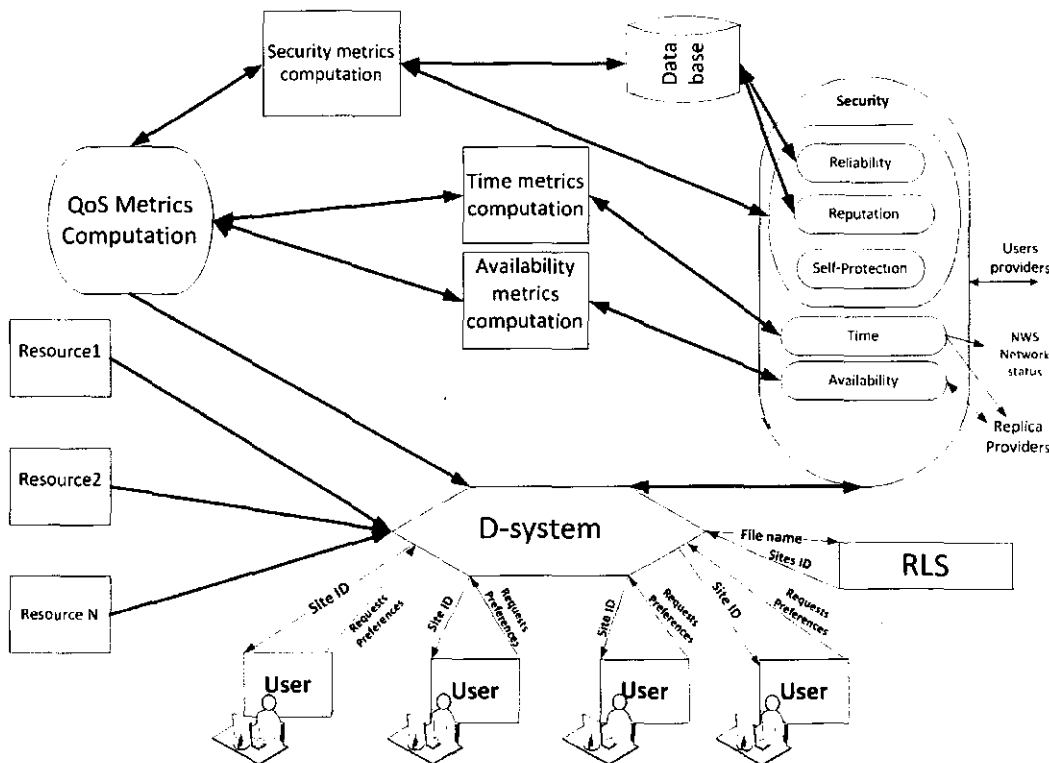 Security metrics
computation
Data
base
Security
Reliability
Reputation
Self-Protection
QoS Metrics
Computation
Time metrics
computation
Availability
metrics
computation
Users
providers
Time
NWS
Network
status
Availability
Replica
Providers
Resource1
Resource2
Resource N
D-system
File name
Sites ID
RLS
Site ID
Requests
Preferences
Site ID
Requests
Preferences
Site ID
Requests
Preferences
Site ID
Requests
Preferences
User
User
User
User